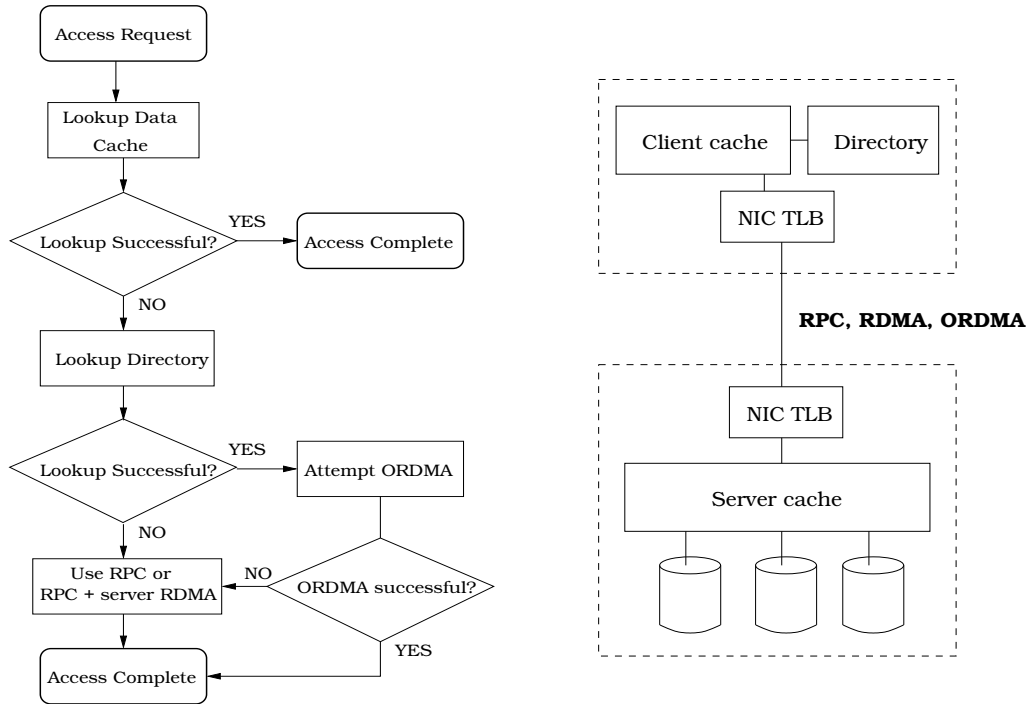 Access Request
Lookup Data
Cache
Lookup Successful?
YES
Access Complete
NO
Lookup Directory
Lookup Successful?
YES
Attempt ORDMA
NO
Use RPC or
RPC + server RDMA
NO
ORDMA successful?
YES
Access Complete
Client cache
Directory
NIC TLB
RPC, RDMA, ORDMA
NIC TLB
Server cache